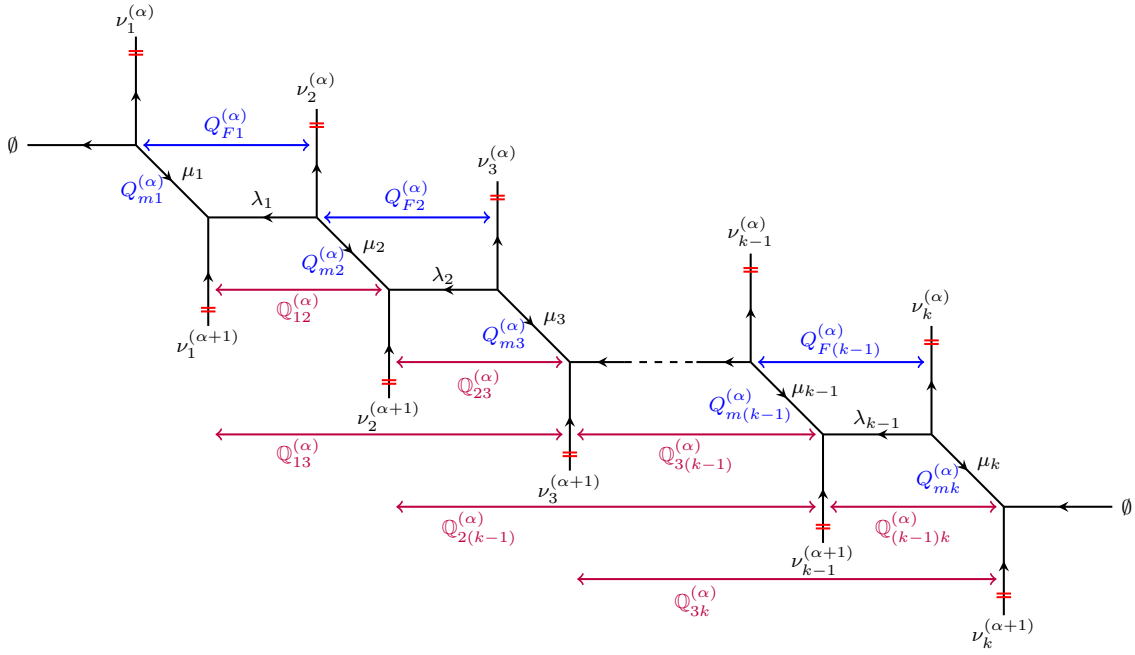 ν_1^{(α)}
ν_2^{(α)}
Q_{F1}^{(α)}
∅
ν_3^{(α)}
μ_1
Q_{m1}^{(α)}
λ_1
Q_{F2}^{(α)}
ν_{k−1}^{(α)}
μ_2
Q_{m2}^{(α)}
λ_2
ℚ_{12}^{(α)}
ν_k^{(α)}
μ_3
Q_{m3}^{(α)}
Q_{F(k−1)}^{(α)}
ν_1^{(α+1)}
ℚ_{23}^{(α)}
μ_{k−1}
Q_{m(k−1)}^{(α)}
ν_2^{(α+1)}
λ_{k−1}
ℚ_{13}^{(α)}
ℚ_{3(k−1)}^{(α)}
μ_k
Q_{mk}^{(α)}
ν_3^{(α+1)}
∅
ℚ_{2(k−1)}^{(α)}
ℚ_{(k−1)k}^{(α)}
ν_{k−1}^{(α+1)}
ℚ_{3k}^{(α)}
ν_k^{(α+1)}